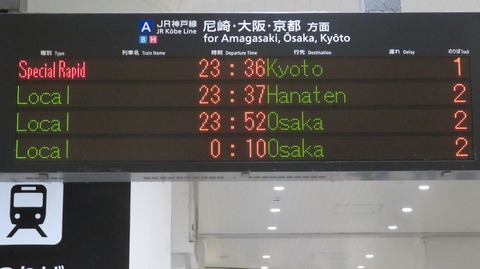 A JR神戸線 尼崎・大阪・京都 方面
B H JR Kōbe Line for Amagasaki, Ōsaka, Kyōto
種別 Type 列車名 Train Name 時刻 Departure Time 行先 Destination 遅れ Delay のりば Track
Special Rapid 23:36 Kyoto 1
Local 23:37 Hanaten 2
Local 23:52 Osaka 2
Local 0:10 Osaka 2